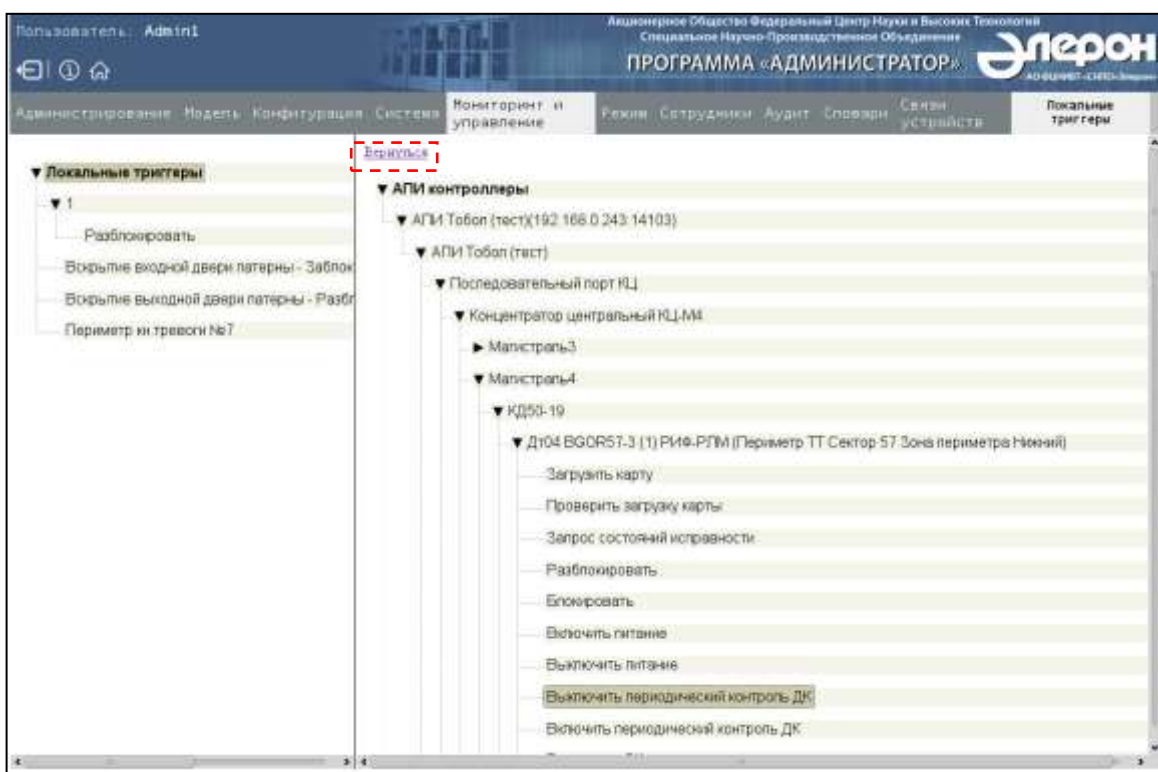 Пользователь: Admin1
Акционерное Общество Федеральный Центр Науки и Высоких Технологий
Специальное Научно-Производственное Объединение
ПРОГРАММА «АДМИНИСТРАТОР»
Элерон
АО ФЦНИВТ «СНПО «Элерон»
Администрирование Модель Конфигурация Система Мониторинг и управление Режим Сотрудники Аудит Словари Связи устройств Локальные триггеры
Вернуться
▼ Локальные триггеры
▼ 1
Разблокировать
Вскрытие входной двери патерны - Заблок
Вскрытие выходной двери патерны - Разбл
Периметр кн тревоги №7
▼ АПИ контроллеры
▼ АПИ Тобол (тест)(192.168.0.243:14103)
▼ АПИ Тобол (тест)
▼ Последовательный порт КЦ
▼ Концентратор центральный КЦ-М4
▶ Магистраль3
▼ Магистраль4
▼ КД50-19
▼ Дт04 BGOR57-3 (1) РИФ-РЛМ (Периметр ТТ Сектор 57 Зона периметра Нижний)
Загрузить карту
Проверить загрузку карты
Запрос состояний исправности
Разблокировать
Блокировать
Включить питание
Выключить питание
Выключить периодический контроль ДК
Включить периодический контроль ДК